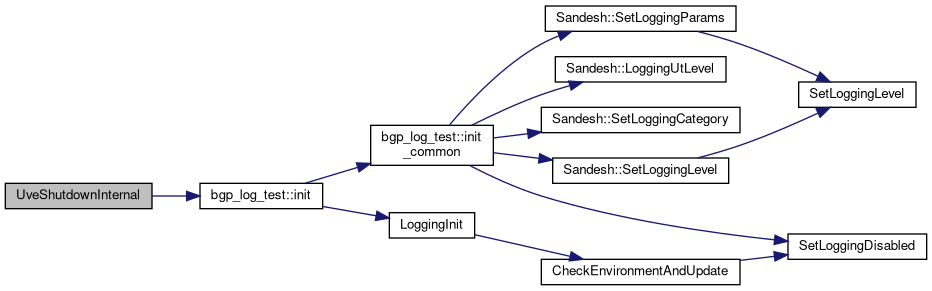 UveShutdownInternal
bgp_log_test::init
bgp_log_test::init
_common
LoggingInit
Sandesh::SetLoggingParams
Sandesh::LoggingUtLevel
Sandesh::SetLoggingCategory
Sandesh::SetLoggingLevel
CheckEnvironmentAndUpdate
SetLoggingLevel
SetLoggingDisabled